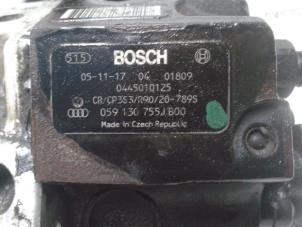 515 BOSCH
05-11-17 04 01809
0445010125
CR/CP3S3/R90/20-789S
059 130 755J B00
Made in Czech Republic